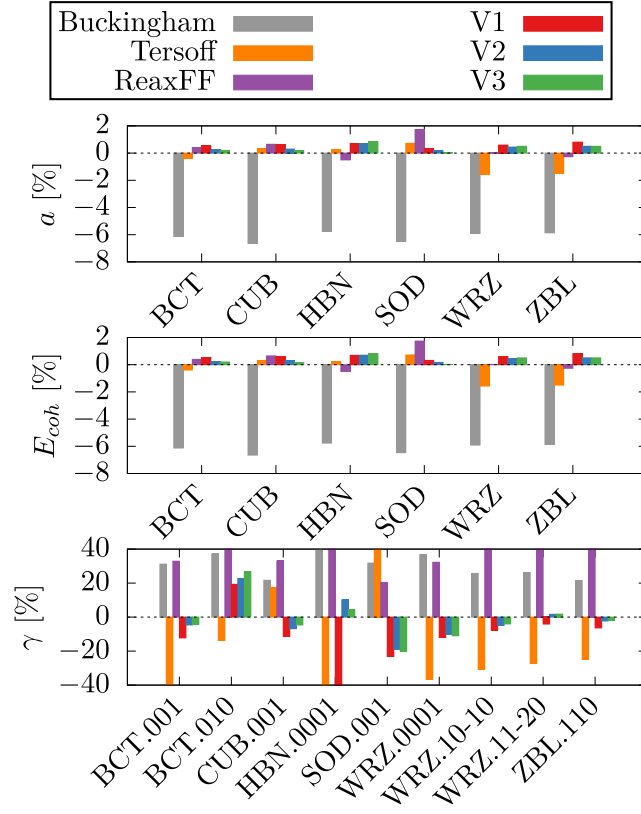 Buckingham V1
Tersoff V2
ReaxFF V3
a [%]
2
0
−2
−4
−6
−8
BCT CUB HBN SOD WRZ ZBL
E_coh [%]
2
0
−2
−4
−6
−8
BCT CUB HBN SOD WRZ ZBL
γ [%]
40
20
0
−20
−40
BCT.001 BCT.010 CUB.001 HBN.0001 SOD.001 WRZ.0001 WRZ.10-10 WRZ.11-20 ZBL.110